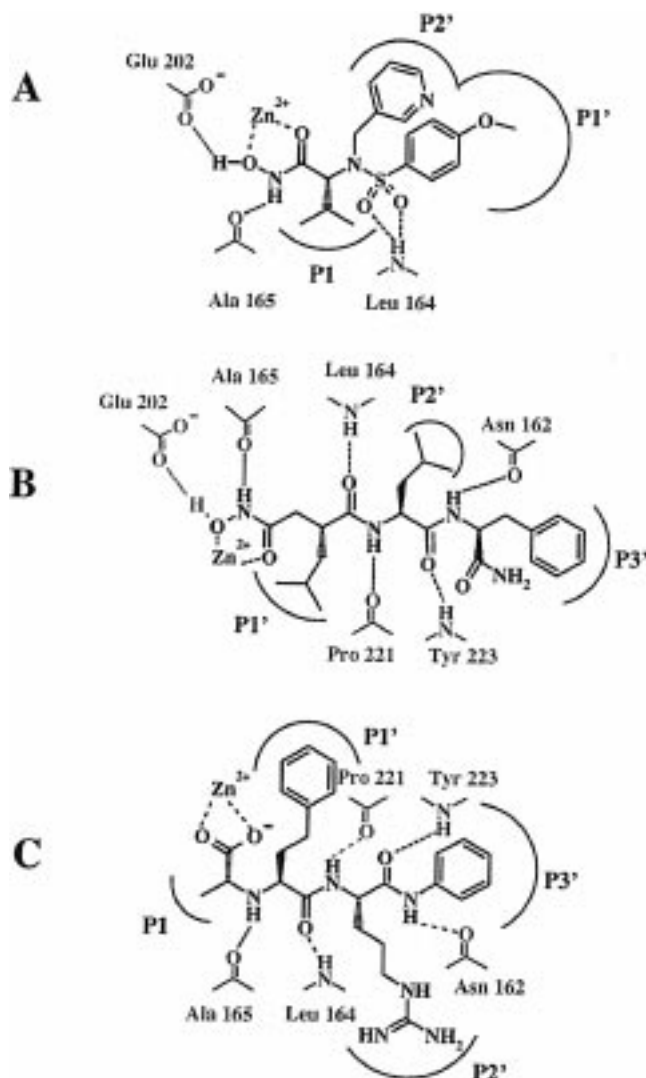 A
P2'
Glu 202
O⁻
O
Zn²⁺
O
N
O
P1'
H
O
N
H
N
S
O
O
O
H
N
P1
Ala 165
Leu 164
B
Leu 164
Ala 165
P2'
Glu 202
Asn 162
O⁻
O
O
N
H
O
H
H
N
O
H
N
O
Zn²⁺
O
N
H
O
O
NH₂
P3'
P1'
O
H
N
Pro 221
Tyr 223
C
P1'
Zn²⁺
Pro 221
Tyr 223
O
O⁻
O
H
N
O
H
N
P3'
P1
N
H
O
N
H
O
O
H
N
Asn 162
Ala 165
Leu 164
NH
HN
NH₂
P2'